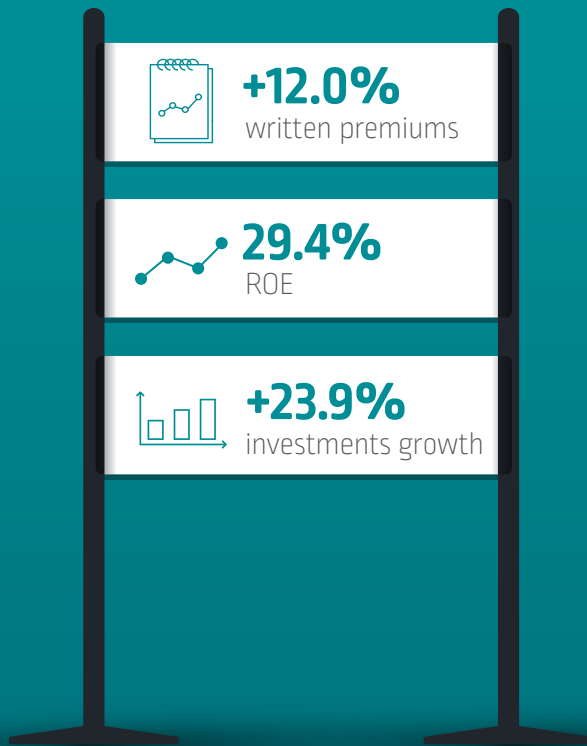 +12.0%
written premiums
29.4%
ROE
+23.9%
investments growth